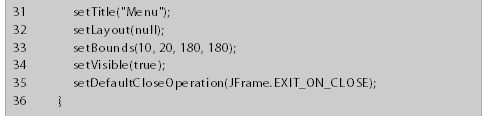 31 setTitle("Menu");
32 setLayout(null);
33 setBounds(10, 20, 180, 180);
34 setVisible(true);
35 setDefaultCloseOperation(JFrame.EXIT_ON_CLOSE);
36 }